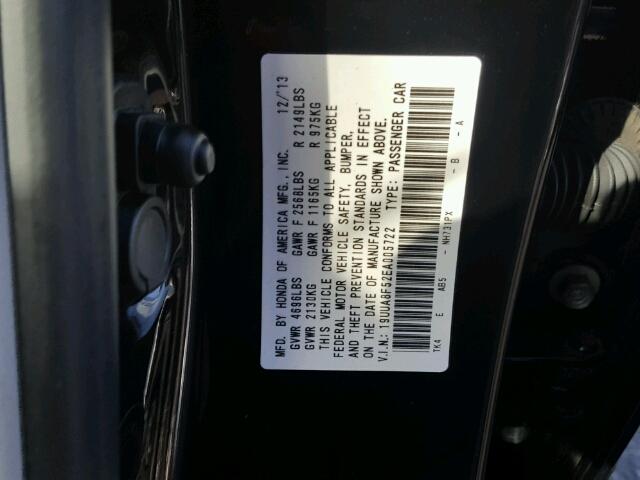 MFD. BY HONDA OF AMERICA MFG., INC. 12/'13
GVWR 4696LBS GAWR F 2568LBS R 2149LBS
GVWR 2130KG GAWR F 1165KG R 975KG
THIS VEHICLE CONFORMS TO ALL APPLICABLE
FEDERAL MOTOR VEHICLE SAFETY, BUMPER,
AND THEFT PREVENTION STANDARDS IN EFFECT
ON THE DATE OF MANUFACTURE SHOWN ABOVE.
V.I.N.: 19UUA8F52EA005722 TYPE: PASSENGER CAR
TK4 E AB5 - NH731PX - B - A